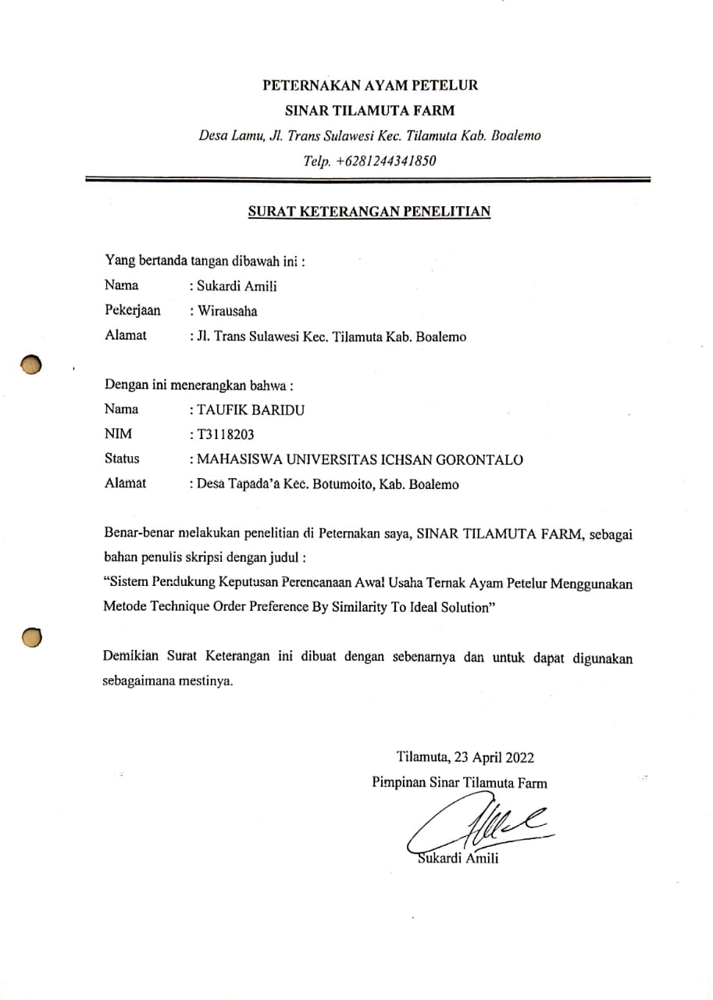 PETERNAKAN AYAM PETELUR
SINAR TILAMUTA FARM
Desa Lamu, Jl. Trans Sulawesi Kec. Tilamuta Kab. Boalemo
Telp. +6281244341850
SURAT KETERANGAN PENELITIAN
Yang bertanda tangan dibawah ini :
Nama : Sukardi Amili
Pekerjaan : Wirausaha
Alamat : Jl. Trans Sulawesi Kec. Tilamuta Kab. Boalemo
Dengan ini menerangkan bahwa :
Nama : TAUFIK BARIDU
NIM : T3118203
Status : MAHASISWA UNIVERSITAS ICHSAN GORONTALO
Alamat : Desa Tapada’a Kec. Botumoito, Kab. Boalemo
Benar-benar melakukan penelitian di Peternakan saya, SINAR TILAMUTA FARM, sebagai
bahan penulis skripsi dengan judul :
“Sistem Pendukung Keputusan Perencanaan Awal Usaha Ternak Ayam Petelur Menggunakan
Metode Technique Order Preference By Similarity To Ideal Solution”
Demikian Surat Keterangan ini dibuat dengan sebenarnya dan untuk dapat digunakan
sebagaimana mestinya.
Tilamuta, 23 April 2022
Pimpinan Sinar Tilamuta Farm
Sukardi Amili